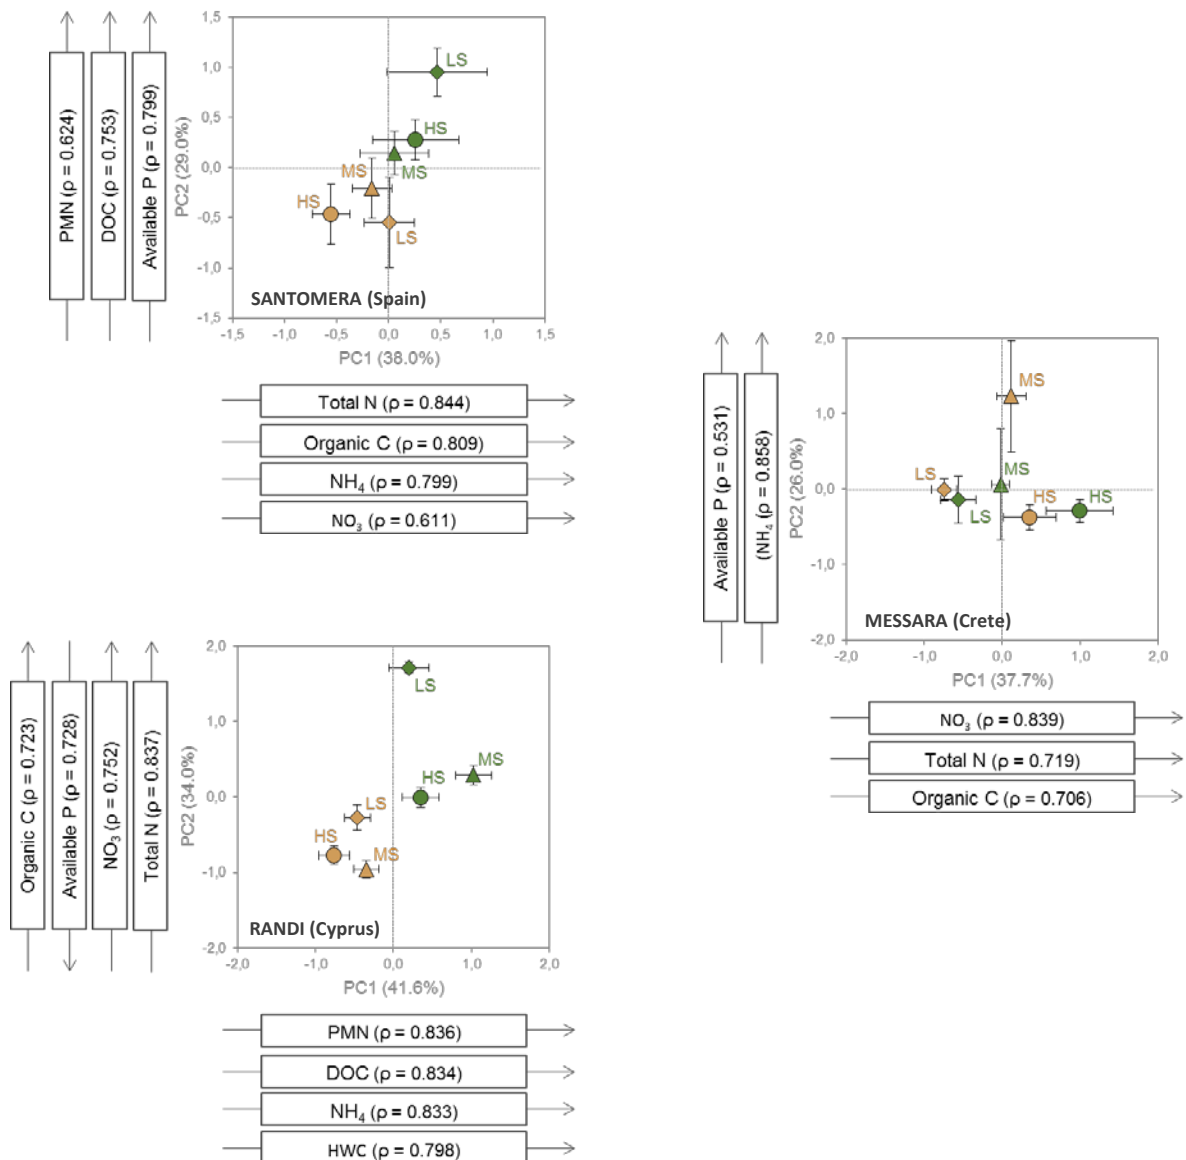 PMN (ρ = 0.624)
DOC (ρ = 0.753)
Available P (ρ = 0.799)
PC2 (29.0%)
1,5
1,0
0,5
0,0
-0,5
-1,0
-1,5
LS
HS
MS
MS
HS
LS
SANTOMERA (Spain)
-1,5
-1,0
-0,5
0,0
0,5
1,0
1,5
PC1 (38.0%)
Total N (ρ = 0.844)
Organic C (ρ = 0.809)
NH₄ (ρ = 0.799)
NO₃ (ρ = 0.611)
Available P (ρ = 0.531)
(NH₄ (ρ = 0.858)
PC2 (26.0%)
2,0
1,0
0,0
-1,0
-2,0
MS
MS
LS
LS
HS
HS
MESSARA (Crete)
-2,0
-1,0
0,0
1,0
2,0
PC1 (37.7%)
NO₃ (ρ = 0.839)
Total N (ρ = 0.719)
Organic C (ρ = 0.706)
Organic C (ρ = 0.723)
Available P (ρ = 0.728)
NO₃ (ρ = 0.752)
Total N (ρ = 0.837)
PC2 (34.0%)
2,0
1,0
0,0
-1,0
-2,0
LS
MS
HS
LS
HS
MS
RANDI (Cyprus)
-2,0
-1,0
0,0
1,0
2,0
PC1 (41.6%)
PMN (ρ = 0.836)
DOC (ρ = 0.834)
NH₄ (ρ = 0.833)
HWC (ρ = 0.798)